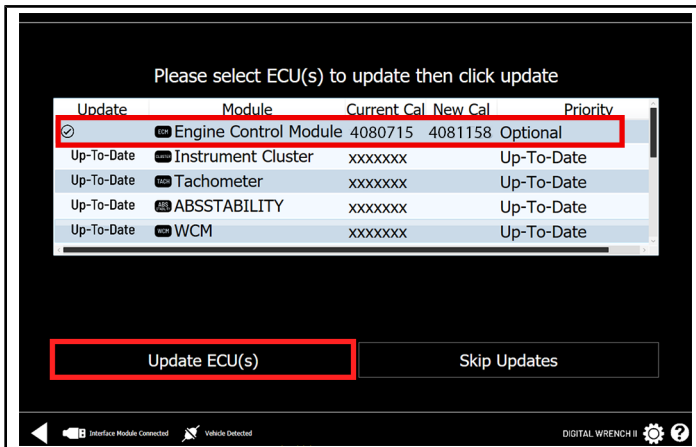 Please select ECU(s) to update then click update
Update Module Current Cal New Cal Priority
ECM Engine Control Module 4080715 4081158 Optional
Up-To-Date CLUSTER Instrument Cluster xxxxxxx Up-To-Date
Up-To-Date TACH Tachometer xxxxxxx Up-To-Date
Up-To-Date ABS ABSSTABILITY xxxxxxx Up-To-Date
Up-To-Date WCM WCM xxxxxxx Up-To-Date
Update ECU(s) Skip Updates
Interface Module Connected Vehicle Detected DIGITAL WRENCH II ?